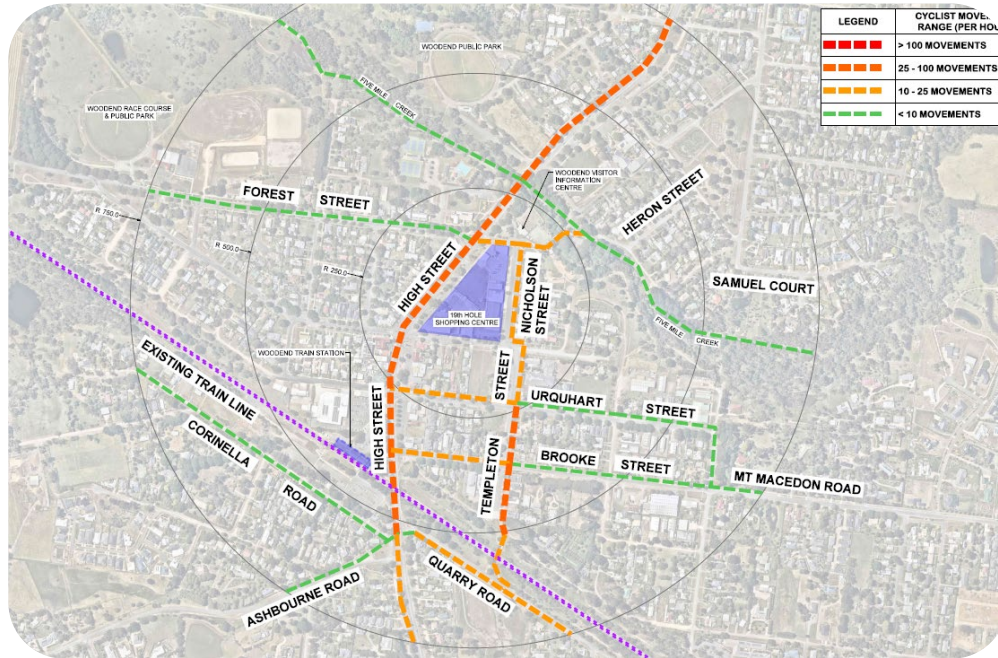 LEGEND
CYCLIST MOVE
RANGE (PER HOU
> 100 MOVEMENTS
25 - 100 MOVEMENTS
10 - 25 MOVEMENTS
< 10 MOVEMENTS
WOODEND PUBLIC PARK
FIVE MILE
CREEK
WOODEND RACE COURSE
& PUBLIC PARK
WOODEND VISITOR
INFORMATION
CENTRE
FOREST STREET
HERON STREET
R 750.0
R 500.0
R 250.0
HIGH STREET
NICHOLSON
STREET
SAMUEL COURT
19th HOLE
SHOPPING CENTRE
FIVE MILE
CREEK
WOODEND TRAIN STATION
EXISTING TRAIN LINE
STREET
URQUHART STREET
CORINELLA
ROAD
HIGH STREET
TEMPLETON
BROOKE STREET
MT MACEDON ROAD
QUARRY ROAD
ASHBOURNE ROAD